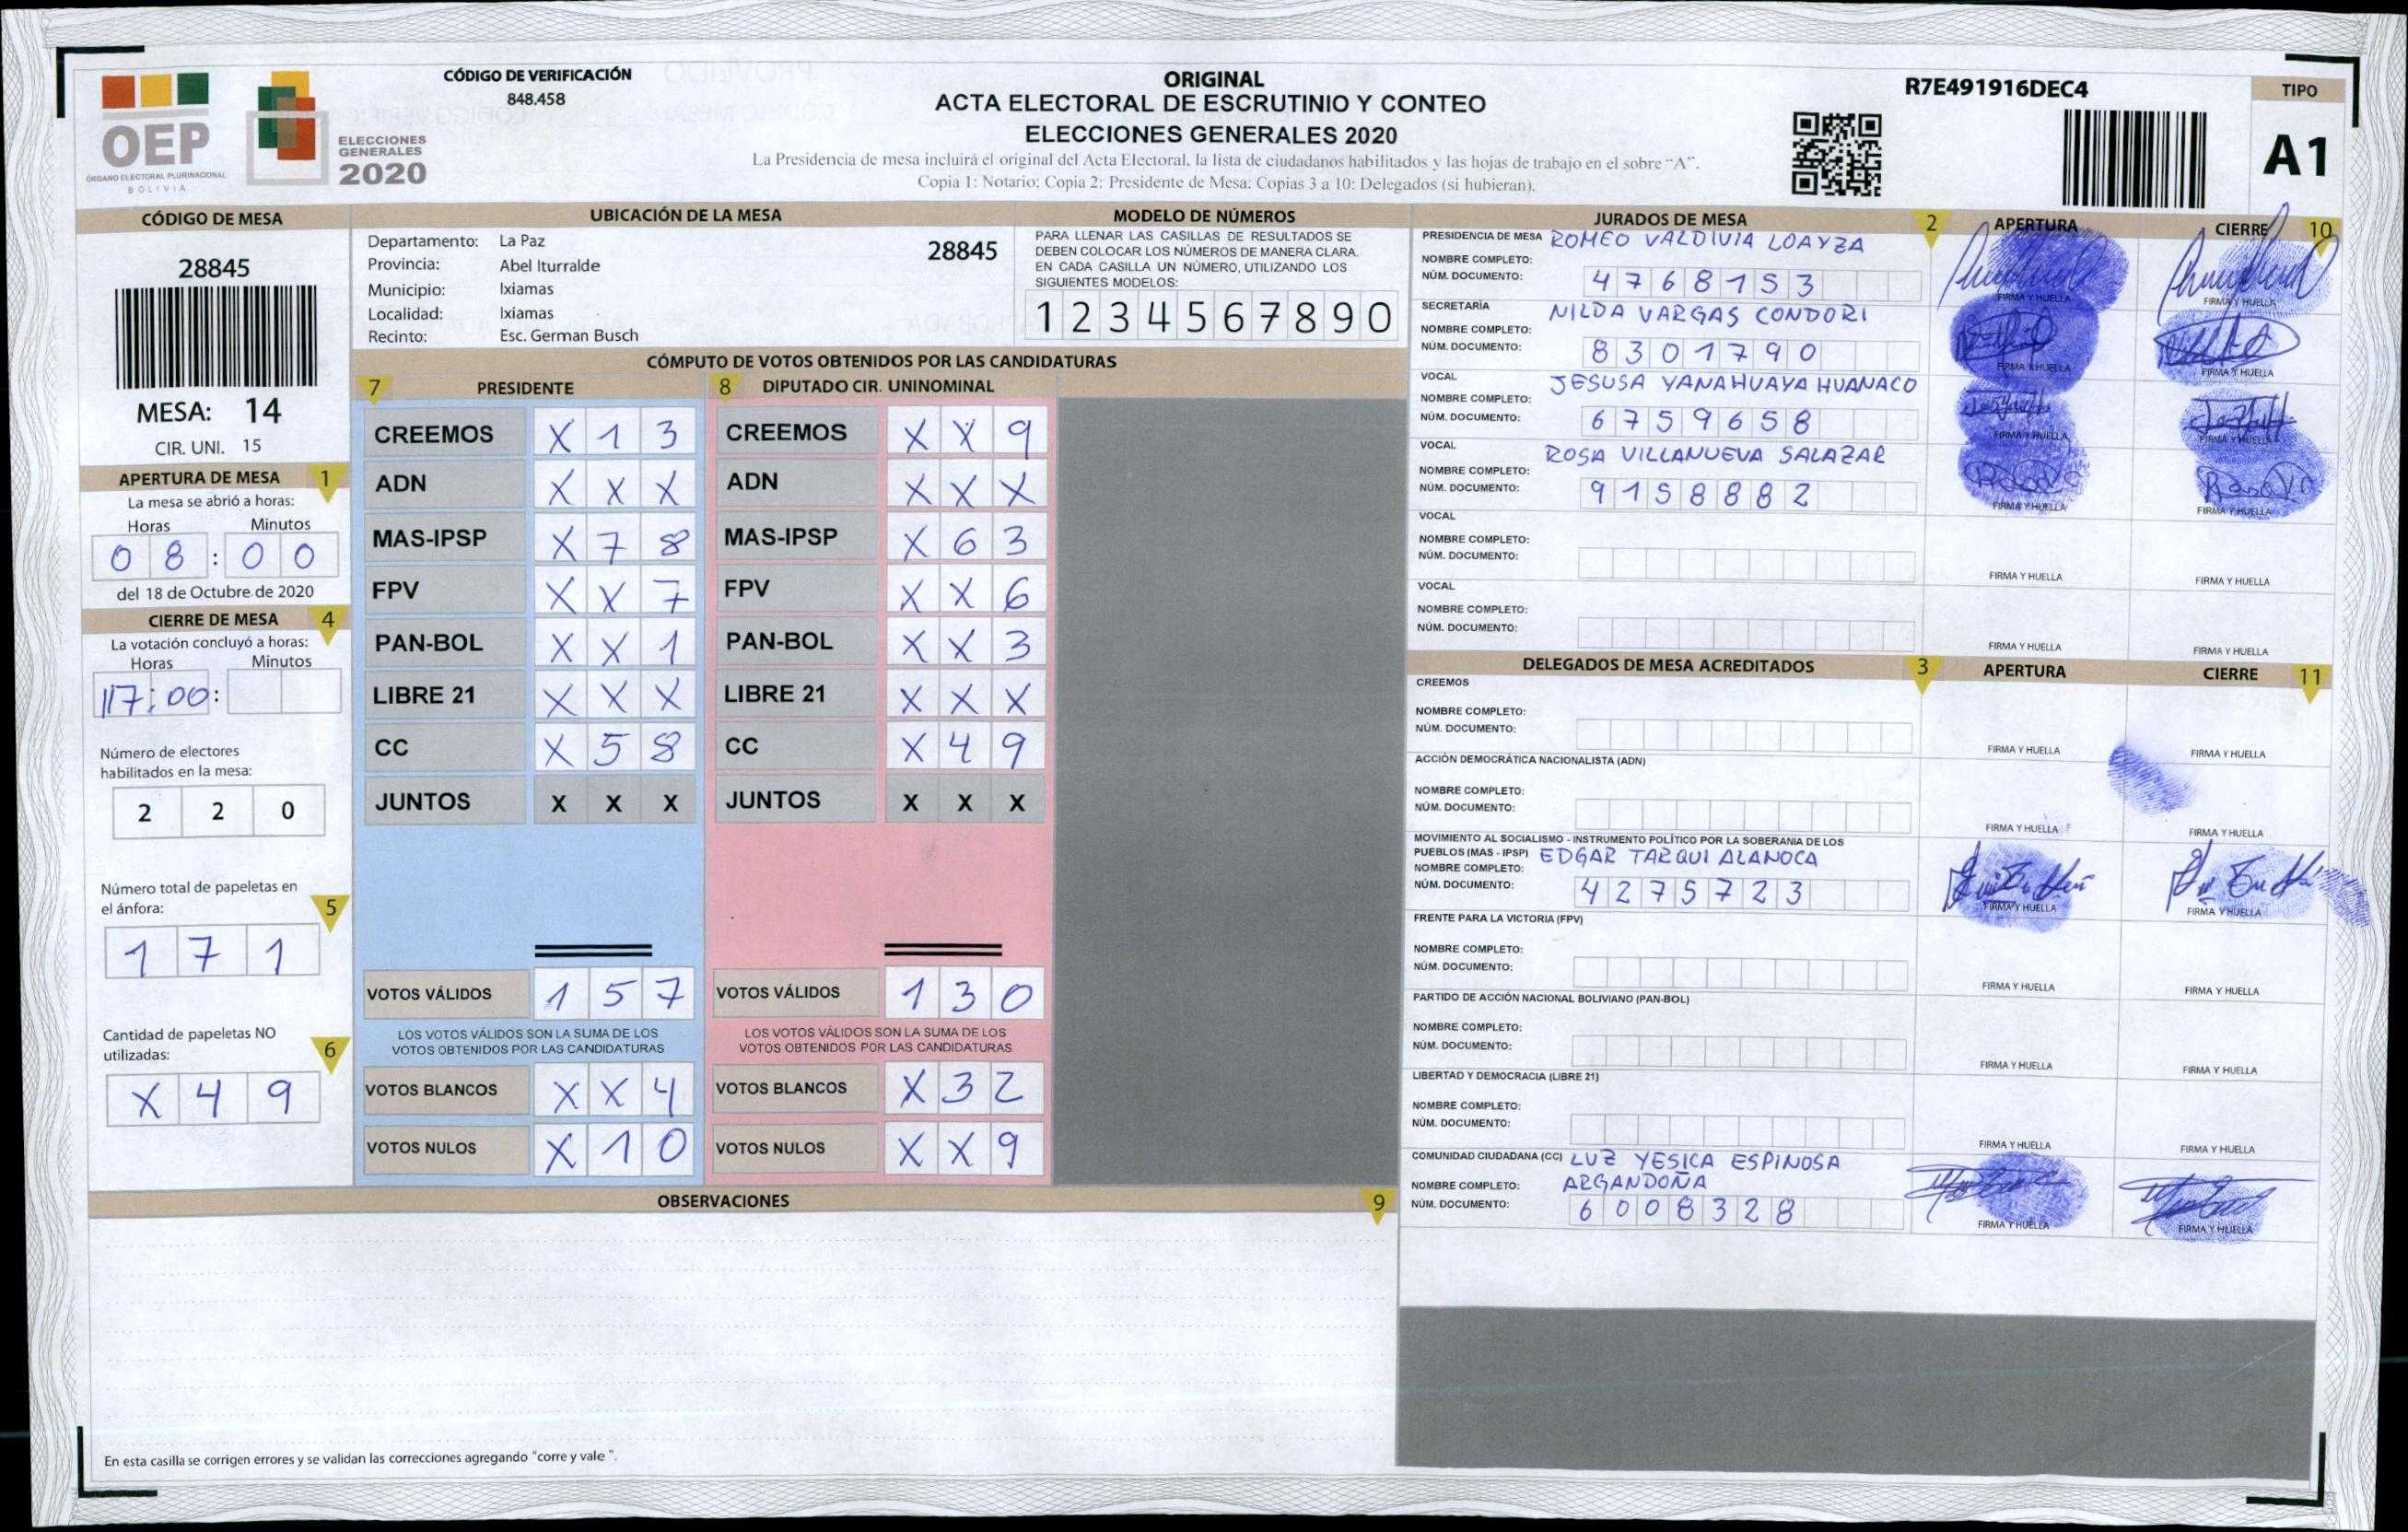 OEP
ÓRGANO ELECTORAL PLURINACIONAL
BOLIVIA
ELECCIONES
GENERALES
2020
CÓDIGO DE VERIFICACIÓN
848.458
ORIGINAL
ACTA ELECTORAL DE ESCRUTINIO Y CONTEO
ELECCIONES GENERALES 2020
La Presidencia de mesa incluirá el original del Acta Electoral, la lista de ciudadanos habilitados y las hojas de trabajo en el sobre "A".
Copia 1: Notario; Copia 2: Presidente de Mesa; Copias 3 a 10: Delegados (si hubieran).
R7E491916DEC4
TIPO
A1
CÓDIGO DE MESA
28845
MESA: 14
CIR. UNI. 15
APERTURA DE MESA 1
La mesa se abrió a horas:
Horas Minutos
0 8 : 0 0
del 18 de Octubre de 2020
CIERRE DE MESA 4
La votación concluyó a horas:
Horas Minutos
17:00 :
Número de electores
habilitados en la mesa:
2 2 0
Número total de papeletas en
el ánfora: 5
1 7 1
Cantidad de papeletas NO
utilizadas: 6
X 4 9
UBICACIÓN DE LA MESA
Departamento: La Paz 28845
Provincia: Abel Iturralde
Municipio: Ixiamas
Localidad: Ixiamas
Recinto: Esc. German Busch
MODELO DE NÚMEROS
PARA LLENAR LAS CASILLAS DE RESULTADOS SE
DEBEN COLOCAR LOS NÚMEROS DE MANERA CLARA.
EN CADA CASILLA UN NÚMERO, UTILIZANDO LOS
SIGUIENTES MODELOS:
1 2 3 4 5 6 7 8 9 0
CÓMPUTO DE VOTOS OBTENIDOS POR LAS CANDIDATURAS
7 PRESIDENTE 8 DIPUTADO CIR. UNINOMINAL
CREEMOS X 1 3 CREEMOS X X 9
ADN X X X ADN X X X
MAS-IPSP X 7 8 MAS-IPSP X 6 3
FPV X X 7 FPV X X 6
PAN-BOL X X 1 PAN-BOL X X 3
LIBRE 21 X X X LIBRE 21 X X X
CC X 5 8 CC X 4 9
JUNTOS X X X JUNTOS X X X
VOTOS VÁLIDOS 1 5 7 VOTOS VÁLIDOS 1 3 0
LOS VOTOS VÁLIDOS SON LA SUMA DE LOS LOS VOTOS VÁLIDOS SON LA SUMA DE LOS
VOTOS OBTENIDOS POR LAS CANDIDATURAS VOTOS OBTENIDOS POR LAS CANDIDATURAS
VOTOS BLANCOS X X 4 VOTOS BLANCOS X 3 2
VOTOS NULOS X 1 0 VOTOS NULOS X X 9
OBSERVACIONES 9
En esta casilla se corrigen errores y se validan las correcciones agregando "corre y vale ".
JURADOS DE MESA 2 APERTURA CIERRE 10
PRESIDENCIA DE MESA ROMEO VALDIVIA LOAYZA
NOMBRE COMPLETO:
NÚM. DOCUMENTO: 4 7 6 8 1 5 3
FIRMA Y HUELLA FIRMA Y HUELLA
SECRETARÍA NILDA VARGAS CONDORI
NOMBRE COMPLETO:
NÚM. DOCUMENTO: 8 3 0 1 7 9 0
FIRMA Y HUELLA FIRMA Y HUELLA
VOCAL JESUSA YANAHUAYA HUANACO
NOMBRE COMPLETO:
NÚM. DOCUMENTO: 6 7 5 9 6 5 8
FIRMA Y HUELLA FIRMA Y HUELLA
VOCAL ROSA VILLANUEVA SALAZAR
NOMBRE COMPLETO:
NÚM. DOCUMENTO: 9 1 5 8 8 8 2
FIRMA Y HUELLA FIRMA Y HUELLA
VOCAL
NOMBRE COMPLETO:
NÚM. DOCUMENTO:
FIRMA Y HUELLA FIRMA Y HUELLA
VOCAL
NOMBRE COMPLETO:
NÚM. DOCUMENTO:
FIRMA Y HUELLA FIRMA Y HUELLA
DELEGADOS DE MESA ACREDITADOS 3 APERTURA CIERRE 11
CREEMOS
NOMBRE COMPLETO:
NÚM. DOCUMENTO:
FIRMA Y HUELLA FIRMA Y HUELLA
ACCIÓN DEMOCRÁTICA NACIONALISTA (ADN)
NOMBRE COMPLETO:
NÚM. DOCUMENTO:
FIRMA Y HUELLA FIRMA Y HUELLA
MOVIMIENTO AL SOCIALISMO - INSTRUMENTO POLÍTICO POR LA SOBERANIA DE LOS
PUEBLOS (MAS - IPSP) EDGAR TARQUI ALANOCA
NOMBRE COMPLETO:
NÚM. DOCUMENTO: 4 2 7 5 7 2 3
FIRMA Y HUELLA FIRMA Y HUELLA
FRENTE PARA LA VICTORIA (FPV)
NOMBRE COMPLETO:
NÚM. DOCUMENTO:
FIRMA Y HUELLA FIRMA Y HUELLA
PARTIDO DE ACCIÓN NACIONAL BOLIVIANO (PAN-BOL)
NOMBRE COMPLETO:
NÚM. DOCUMENTO:
FIRMA Y HUELLA FIRMA Y HUELLA
LIBERTAD Y DEMOCRACIA (LIBRE 21)
NOMBRE COMPLETO:
NÚM. DOCUMENTO:
FIRMA Y HUELLA FIRMA Y HUELLA
COMUNIDAD CIUDADANA (CC) LUZ YESICA ESPINOSA
NOMBRE COMPLETO: ARGANDOÑA
NÚM. DOCUMENTO: 6 0 0 8 3 2 8
FIRMA Y HUELLA FIRMA Y HUELLA